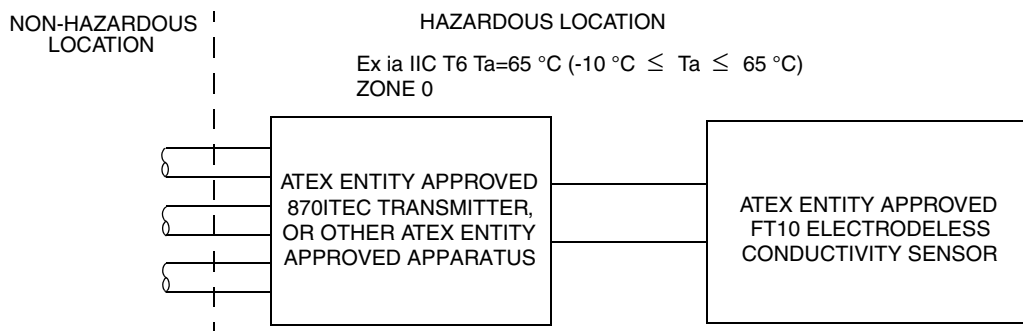 NON-HAZARDOUS
LOCATION
HAZARDOUS LOCATION
Ex ia IIC T6 Ta=65 °C (-10 °C ≤ Ta ≤ 65 °C)
ZONE 0
ATEX ENTITY APPROVED
870ITEC TRANSMITTER,
OR OTHER ATEX ENTITY
APPROVED APPARATUS
ATEX ENTITY APPROVED
FT10 ELECTRODELESS
CONDUCTIVITY SENSOR